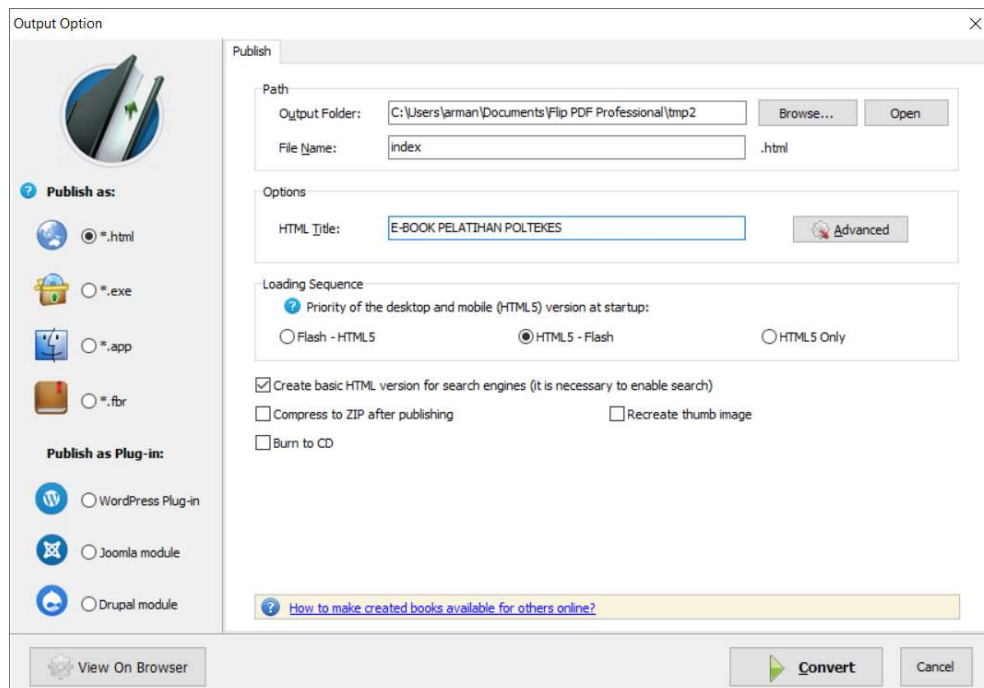 Output Option
Publish
Path
Output Folder: C:\Users\arman\Documents\Flip PDF Professional\tmp2 Browse... Open
File Name: index .html
Publish as:
Options
HTML Title: E-BOOK PELATIHAN POLTEKES Advanced
*.html
Loading Sequence
Priority of the desktop and mobile (HTML5) version at startup:
*.exe
Flash - HTML5 HTML5 - Flash HTML5 Only
*.app
Create basic HTML version for search engines (it is necessary to enable search)
*.fbr
Compress to ZIP after publishing Recreate thumb image
Burn to CD
Publish as Plug-in:
WordPress Plug-in
Joomla module
Drupal module
How to make created books available for others online?
View On Browser Convert Cancel